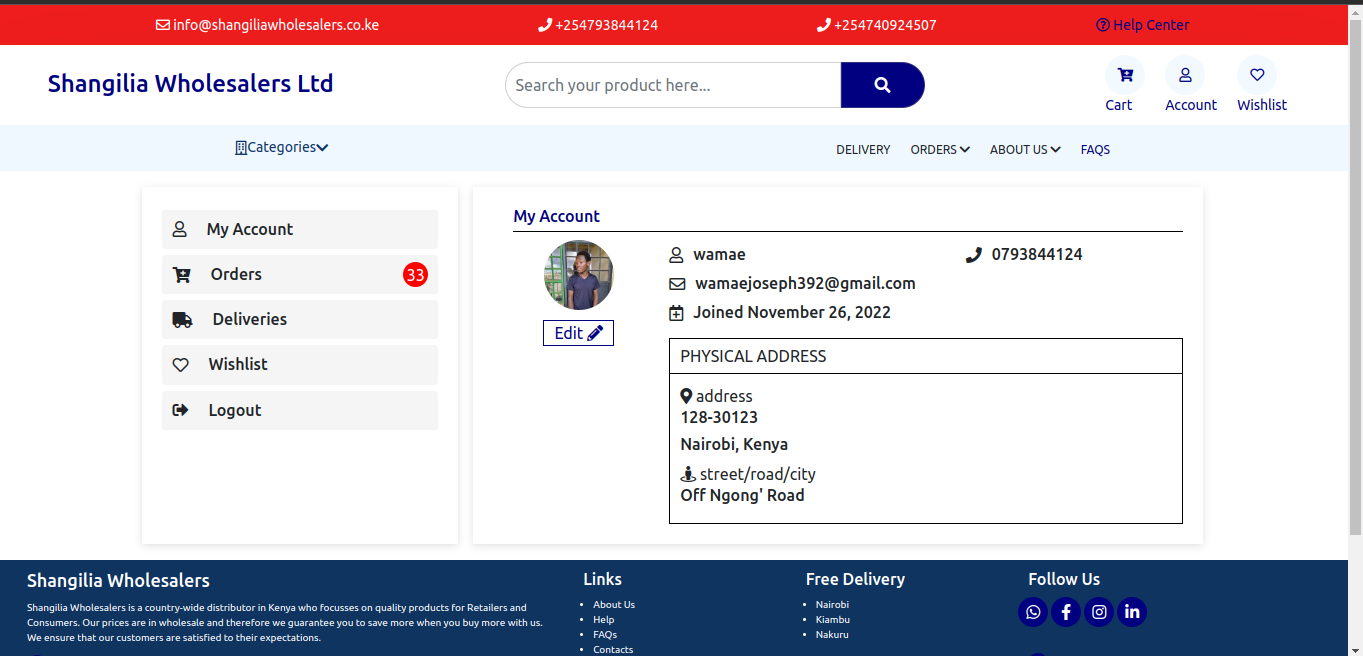 info@shangiliawholesalers.co.ke +254793844124 +254740924507 Help Center
Shangilia Wholesalers Ltd
Search your product here...
Cart Account Wishlist
Categories
DELIVERY ORDERS ABOUT US FAQS
My Account
Orders 33
Deliveries
Wishlist
Logout
My Account
Edit
wamae 0793844124
wamaejoseph392@gmail.com
Joined November 26, 2022
PHYSICAL ADDRESS
address
128-30123
Nairobi, Kenya
street/road/city
Off Ngong' Road
Shangilia Wholesalers
Shangilia Wholesalers is a country-wide distributor in Kenya who focusses on quality products for Retailers and
Consumers. Our prices are in wholesale and therefore we guarantee you to save more when you buy more with us.
We ensure that our customers are satisfied to their expectations.
Links
• About Us
• Help
• FAQs
• Contacts
Free Delivery
• Nairobi
• Kiambu
• Nakuru
Follow Us